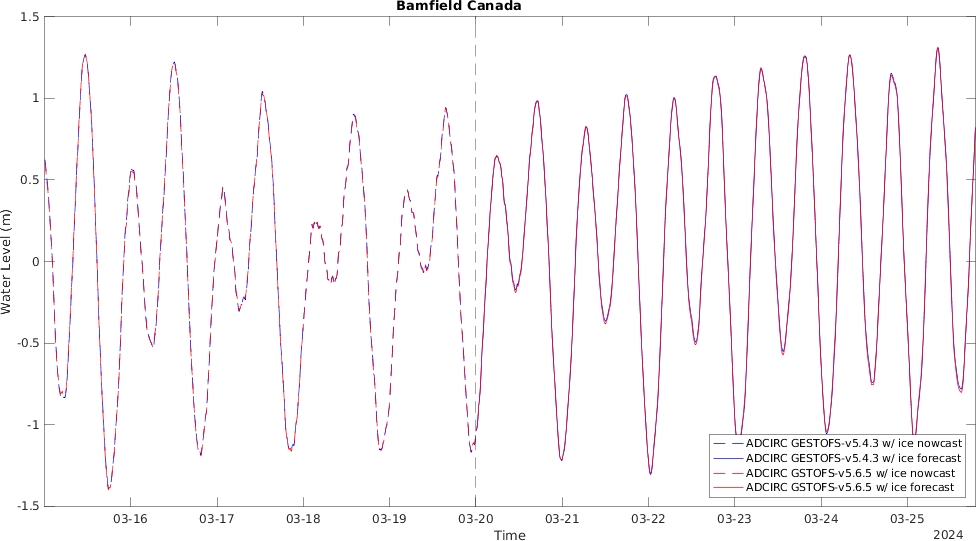 Bamfield Canada
1.5
1
0.5
0
-0.5
-1
-1.5
Water Level (m)
ADCIRC GESTOFS-v5.4.3 w/ ice nowcast
ADCIRC GESTOFS-v5.4.3 w/ ice forecast
ADCIRC GSTOFS-v5.6.5 w/ ice nowcast
ADCIRC GSTOFS-v5.6.5 w/ ice forecast
03-16 03-17 03-18 03-19 03-20 03-21 03-22 03-23 03-24 03-25
Time
2024